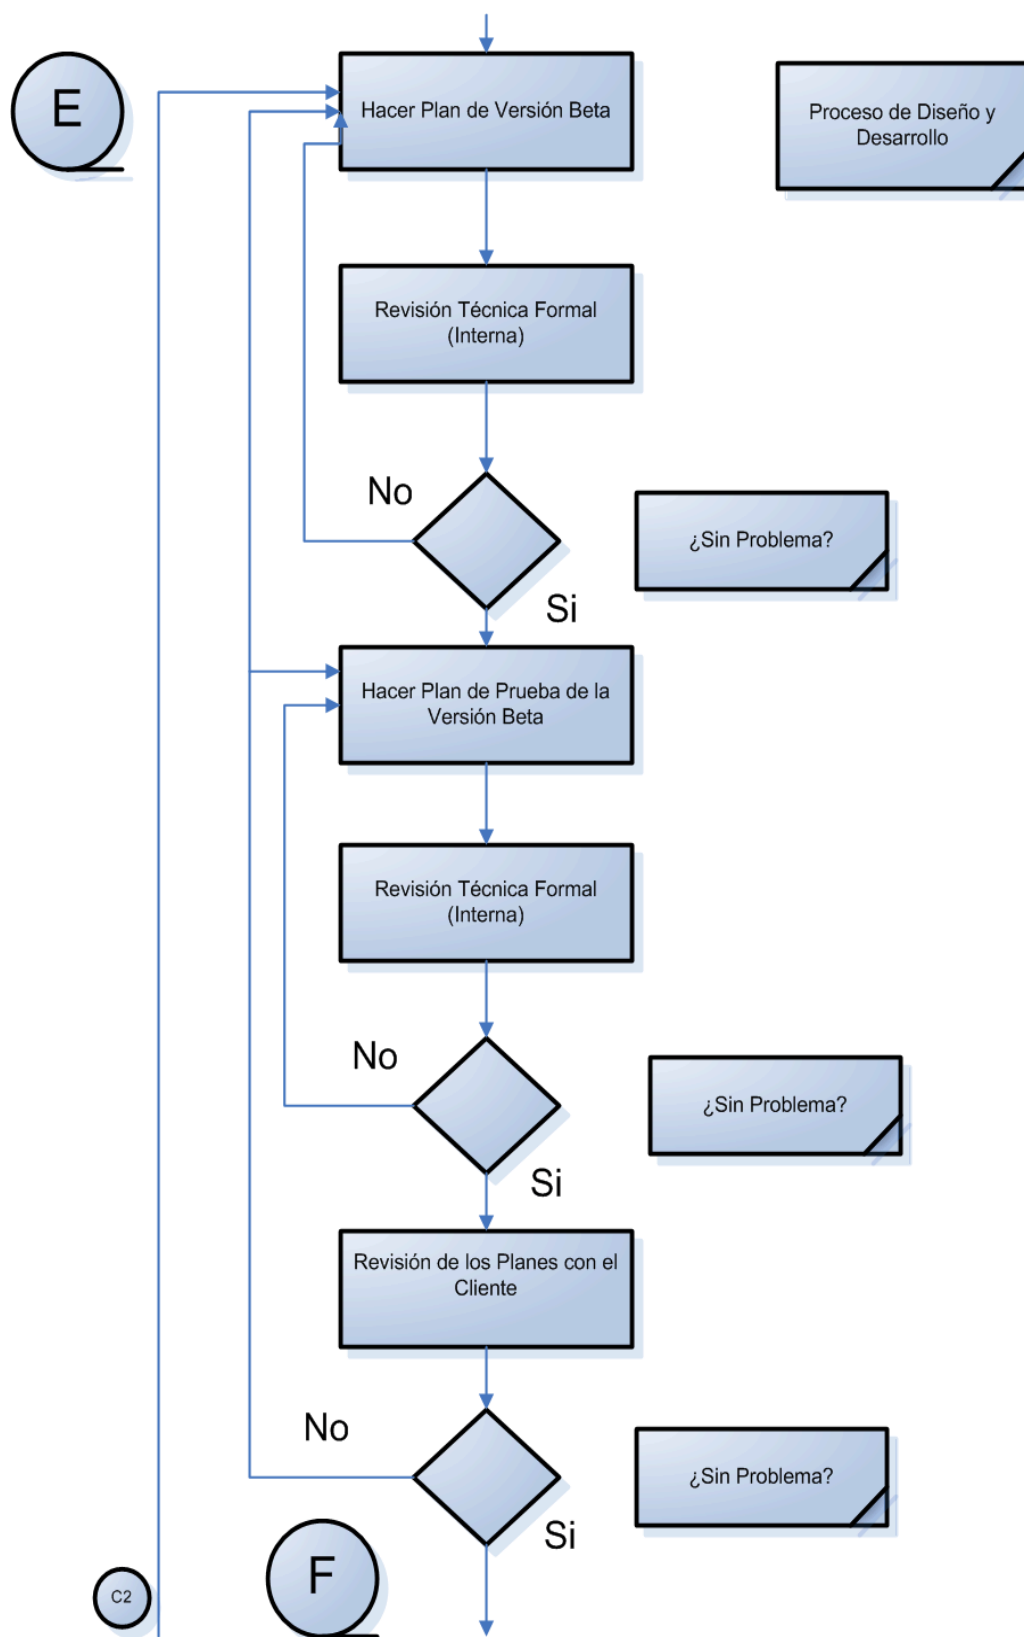 E
Hacer Plan de Versión Beta
Proceso de Diseño y
Desarrollo
Revisión Técnica Formal
(Interna)
No
¿Sin Problema?
Si
Hacer Plan de Prueba de la
Versión Beta
Revisión Técnica Formal
(Interna)
No
¿Sin Problema?
Si
Revisión de los Planes con el
Cliente
No
¿Sin Problema?
Si
F
C2